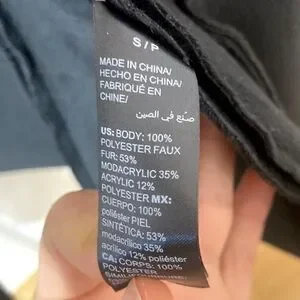 S / P
MADE IN CHINA/
HECHO EN CHINA/
FABRIQUÉ EN
CHINE/
صنع في الصين
US: BODY: 100%
POLYESTER FAUX
FUR: 53%
MODACRYLIC 35%
ACRYLIC 12%
POLYESTER MX:
CUERPO: 100%
poliéster PIEL
SINTÉTICA: 53%
modacrílico 35%
acrílico 12% poliéster
CA: CORPS: 100%
POLYESTER